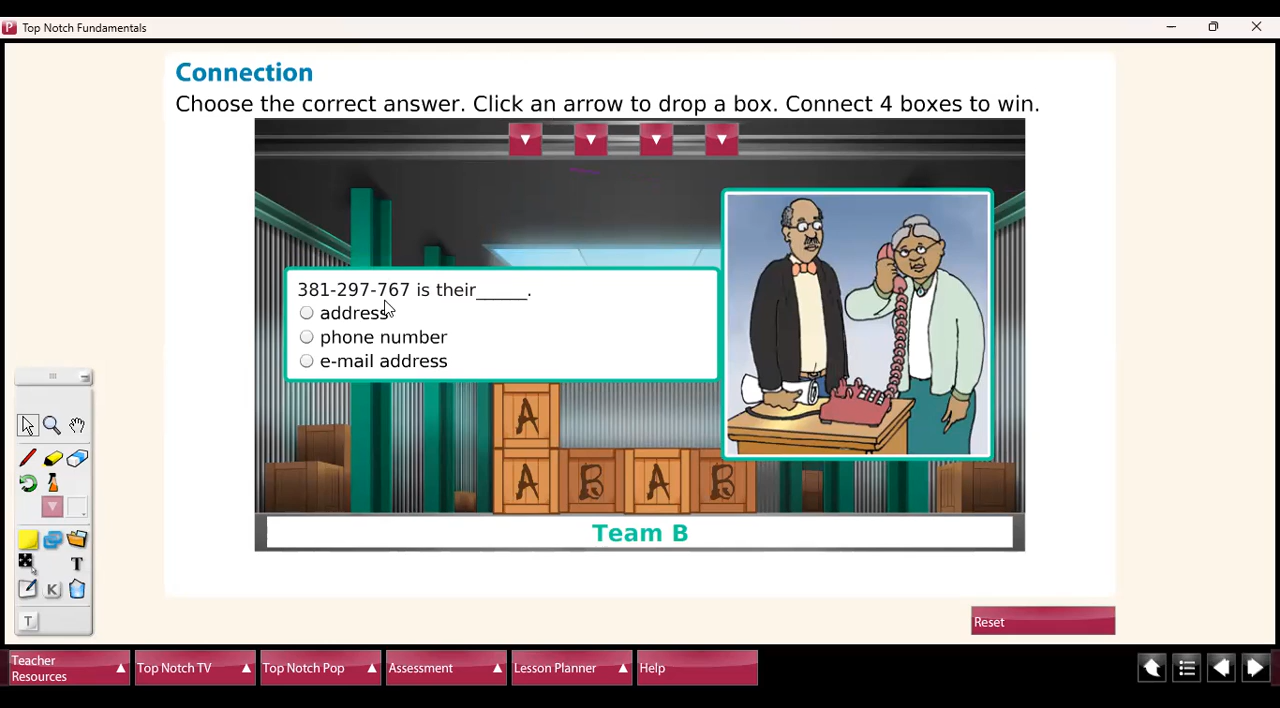 Top Notch Fundamentals
Connection
Choose the correct answer. Click an arrow to drop a box. Connect 4 boxes to win.
381-297-767 is their______.
address
phone number
e-mail address
A
A B A B
Team B
T
K
T
Reset
Teacher
Resources
Top Notch TV
Top Notch Pop
Assessment
Lesson Planner
Help